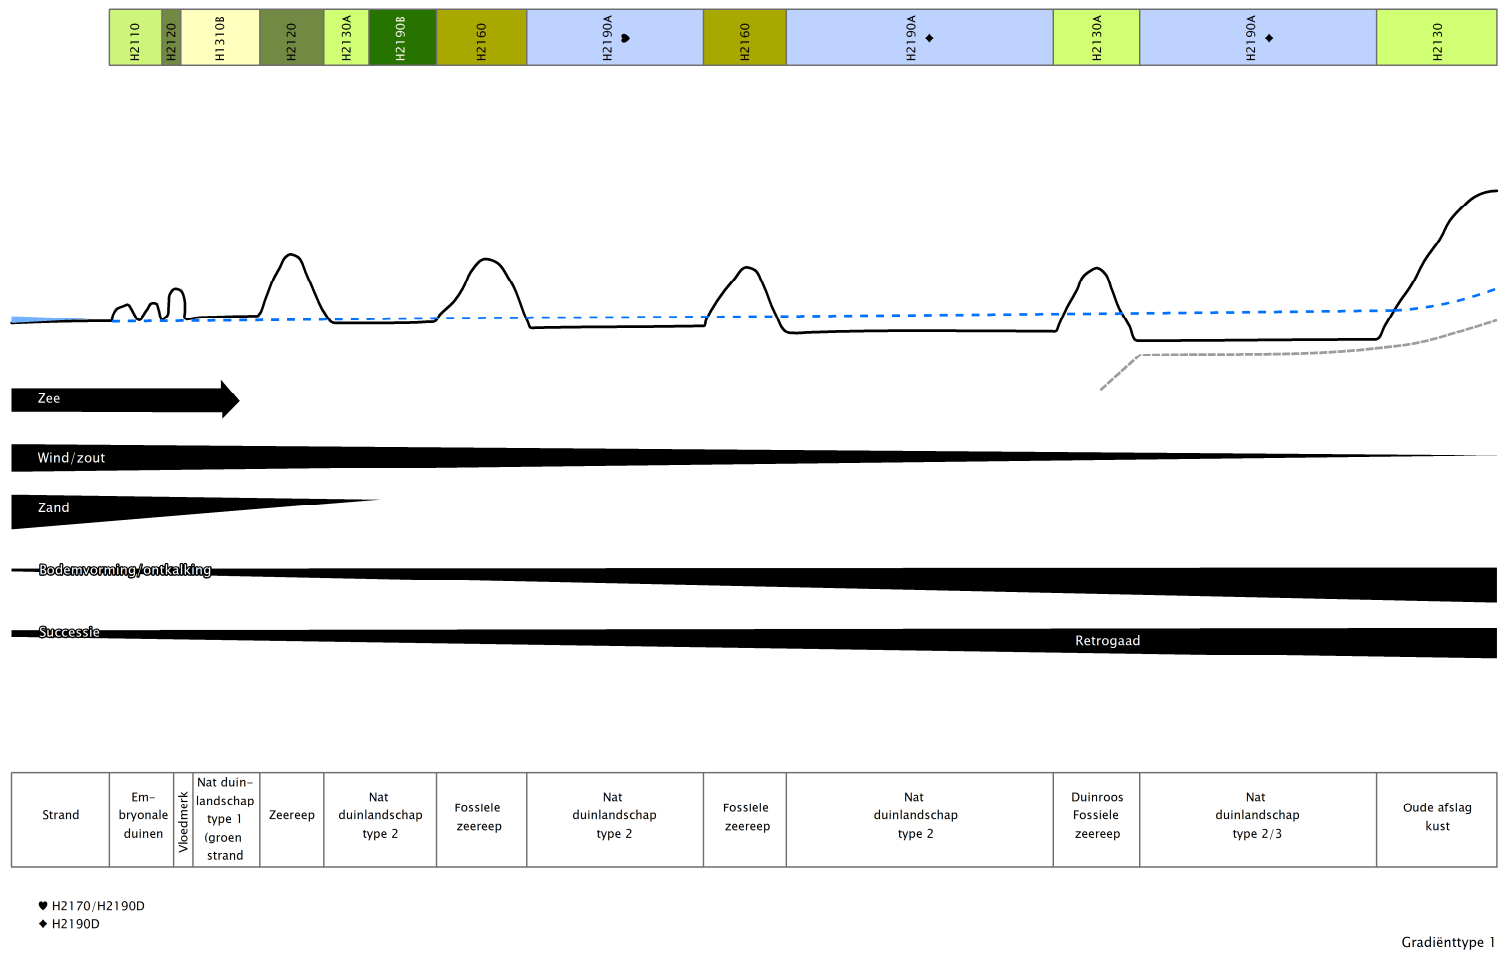 H2110
H2120
H1310B
H2120
H2130A
H2190B
H2160
H2190A ♥
H2160
H2190A ◆
H2130A
H2190A ◆
H2130
Zee
Wind/zout
Zand
Bodemvorming/ontkalking
Successie
Retrogaad
Strand
Em-
bryonale
duinen
Vloedmerk
Nat duin-
landschap
type 1
(groen
strand
Zeereep
Nat
duinlandschap
type 2
Fossiele
zeereep
Nat
duinlandschap
type 2
Fossiele
zeereep
Nat
duinlandschap
type 2
Duinroos
Fossiele
zeereep
Nat
duinlandschap
type 2/3
Oude afslag
kust
♥ H2170/H2190D
◆ H2190D
Gradiënttype 1